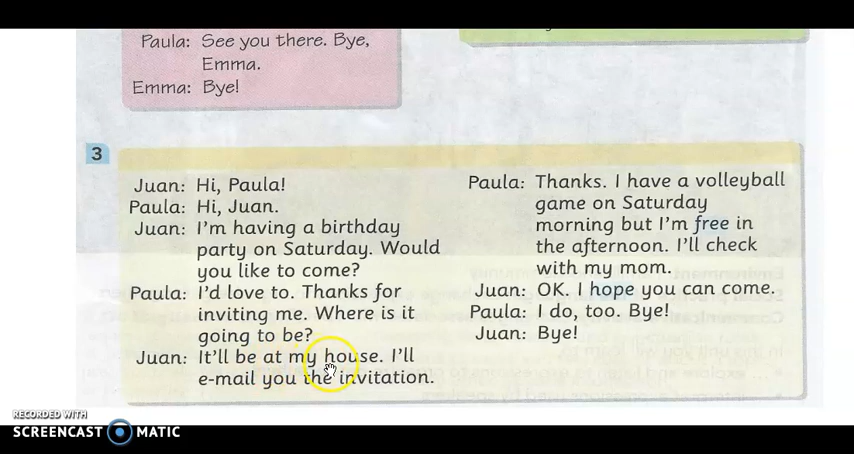 Paula: See you there. Bye,
Emma.
Emma: Bye!
3
Juan: Hi, Paula!
Paula: Hi, Juan.
Juan: I'm having a birthday
party on Saturday. Would
you like to come?
Paula: I'd love to. Thanks for
inviting me. Where is it
going to be?
Juan: It'll be at my house. I'll
e-mail you the invitation.
Paula: Thanks. I have a volleyball
game on Saturday
morning but I'm free in
the afternoon. I'll check
with my mom.
Juan: OK. I hope you can come.
Paula: I do, too. Bye!
Juan: Bye!
RECORDED WITH
SCREENCAST MATIC